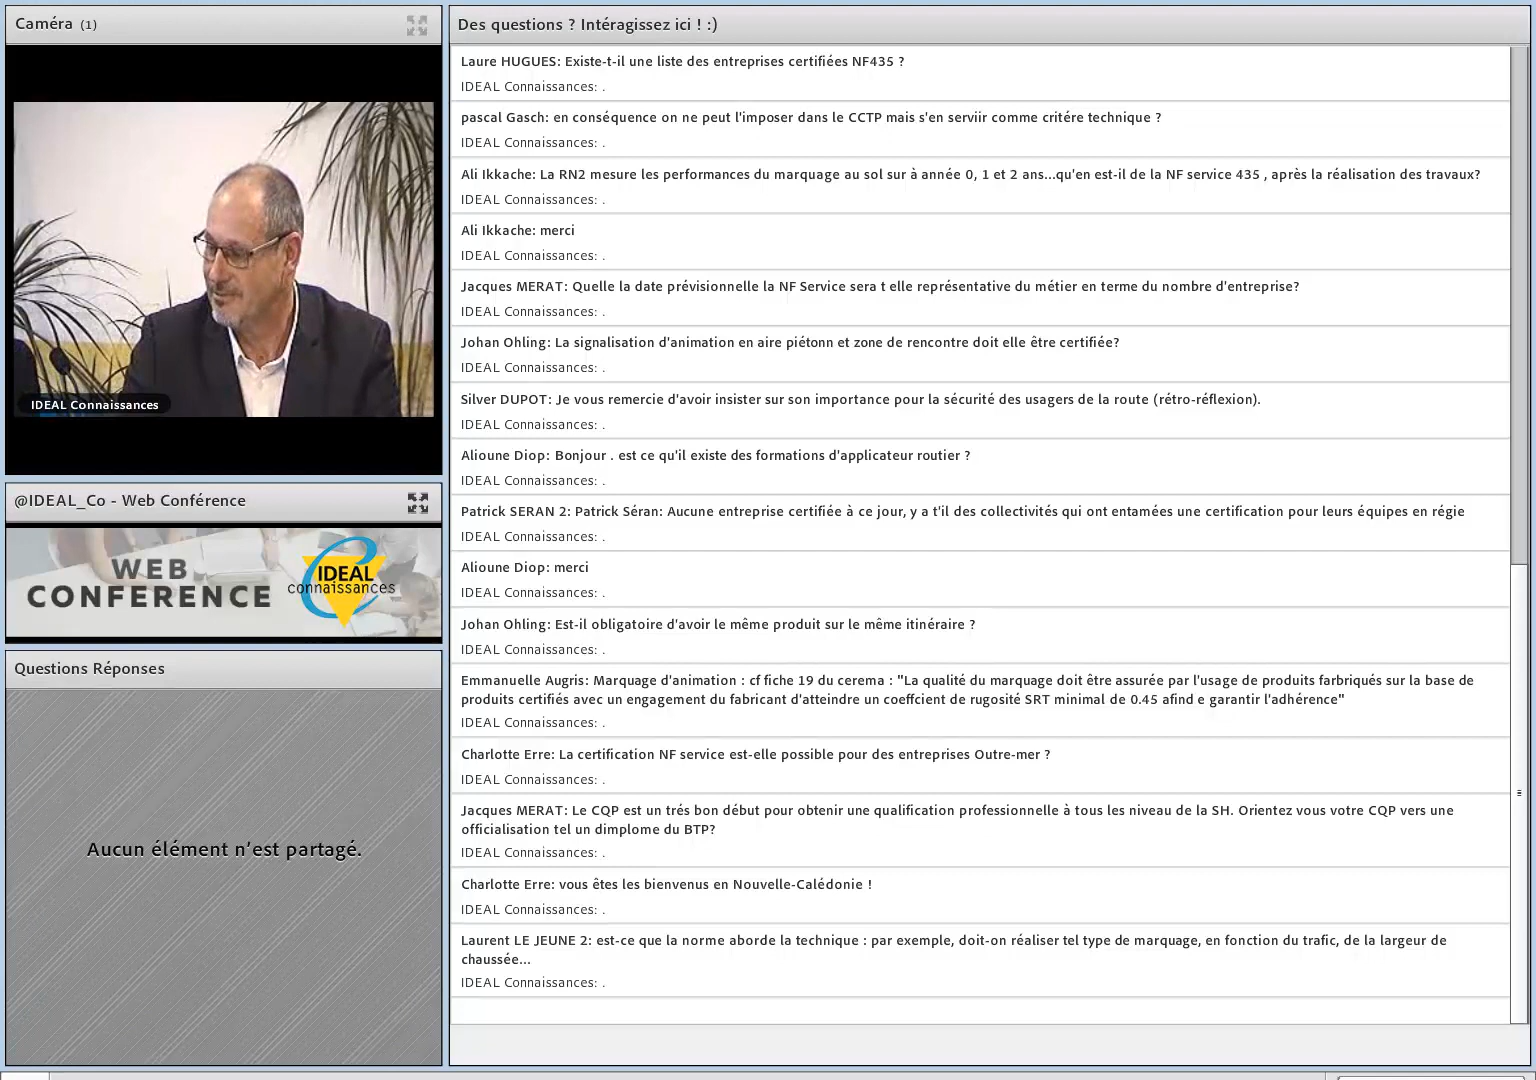 Caméra (1)
IDEAL Connaissances
@IDEAL_Co - Web Conférence
WEB
CONFERENCE
IDEAL
connaissances
Questions Réponses
Aucun élément n'est partagé.
Des questions ? Intéragissez ici ! :)
Laure HUGUES: Existe-t-il une liste des entreprises certifiées NF435 ?
IDEAL Connaissances: .
pascal Gasch: en conséquence on ne peut l'imposer dans le CCTP mais s'en serviir comme critére technique ?
IDEAL Connaissances: .
Ali Ikkache: La RN2 mesure les performances du marquage au sol sur à année 0, 1 et 2 ans...qu'en est-il de la NF service 435 , après la réalisation des travaux?
IDEAL Connaissances: .
Ali Ikkache: merci
IDEAL Connaissances: .
Jacques MERAT: Quelle la date prévisionnelle la NF Service sera t elle représentative du métier en terme du nombre d'entreprise?
IDEAL Connaissances: .
Johan Ohling: La signalisation d'animation en aire piétonn et zone de rencontre doit elle être certifiée?
IDEAL Connaissances: .
Silver DUPOT: Je vous remercie d'avoir insister sur son importance pour la sécurité des usagers de la route (rétro-réflexion).
IDEAL Connaissances: .
Alioune Diop: Bonjour . est ce qu'il existe des formations d'applicateur routier ?
IDEAL Connaissances: .
Patrick SERAN 2: Patrick Séran: Aucune entreprise certifiée à ce jour, y a t'il des collectivités qui ont entamées une certification pour leurs équipes en régie
IDEAL Connaissances: .
Alioune Diop: merci
IDEAL Connaissances: .
Johan Ohling: Est-il obligatoire d'avoir le même produit sur le même itinéraire ?
IDEAL Connaissances: .
Emmanuelle Augris: Marquage d'animation : cf fiche 19 du cerema : "La qualité du marquage doit être assurée par l'usage de produits farbriqués sur la base de
produits certifiés avec un engagement du fabricant d'atteindre un coeffcient de rugosité SRT minimal de 0.45 afind e garantir l'adhérence"
IDEAL Connaissances: .
Charlotte Erre: La certification NF service est-elle possible pour des entreprises Outre-mer ?
IDEAL Connaissances: .
Jacques MERAT: Le CQP est un trés bon début pour obtenir une qualification professionnelle à tous les niveau de la SH. Orientez vous votre CQP vers une
officialisation tel un dimplome du BTP?
IDEAL Connaissances: .
Charlotte Erre: vous êtes les bienvenus en Nouvelle-Calédonie !
IDEAL Connaissances: .
Laurent LE JEUNE 2: est-ce que la norme aborde la technique : par exemple, doit-on réaliser tel type de marquage, en fonction du trafic, de la largeur de
chaussée...
IDEAL Connaissances: .